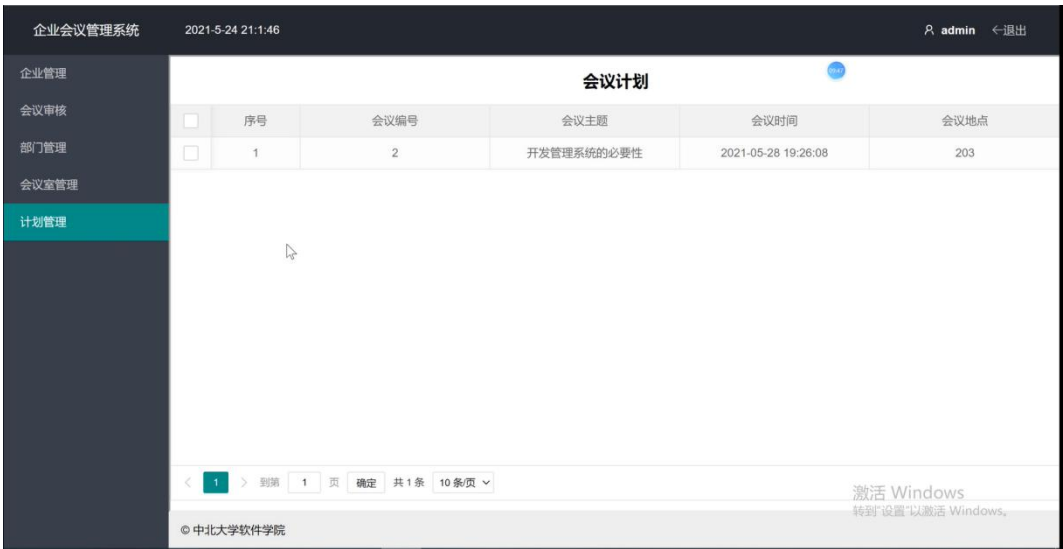 企业会议管理系统 2021-5-24 21:1:46 admin ←退出
企业管理
会议审核
部门管理
会议室管理
计划管理
会议计划
序号 会议编号 会议主题 会议时间 会议地点
1 2 开发管理系统的必要性 2021-05-28 19:26:08 203
< 1 > 到第 1 页 确定 共 1 条 10 条/页
激活 Windows
转到"设置"以激活 Windows。
© 中北大学软件学院